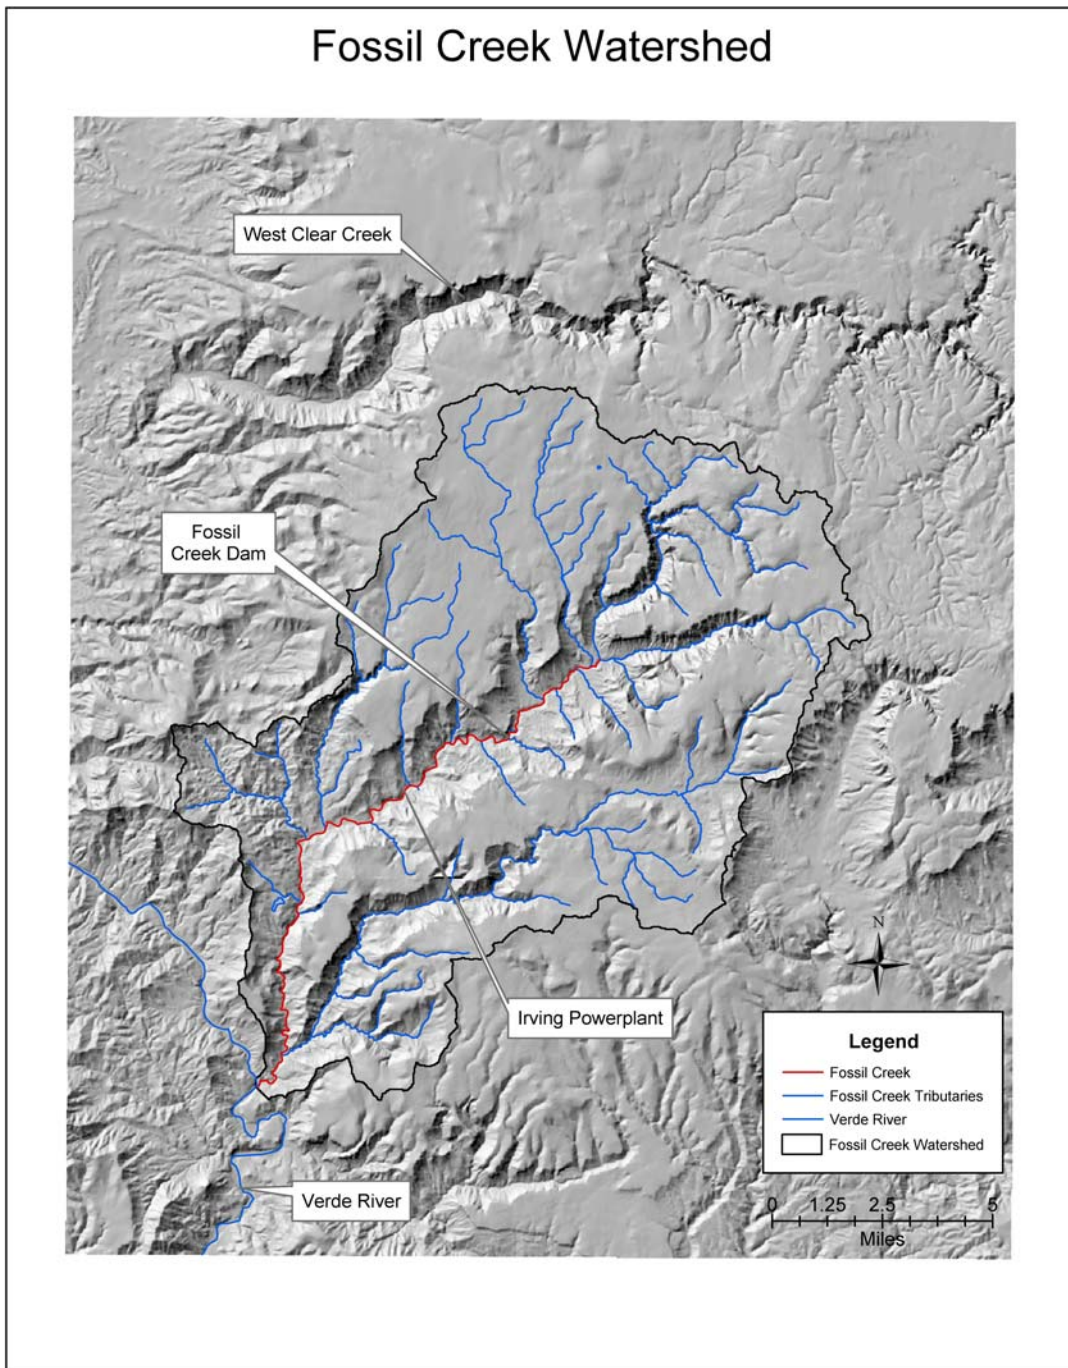 Fossil Creek Watershed
West Clear Creek
Fossil
Creek Dam
Irving Powerplant
Verde River
N
Legend
Fossil Creek
Fossil Creek Tributaries
Verde River
Fossil Creek Watershed
0 1.25 2.5 5
Miles